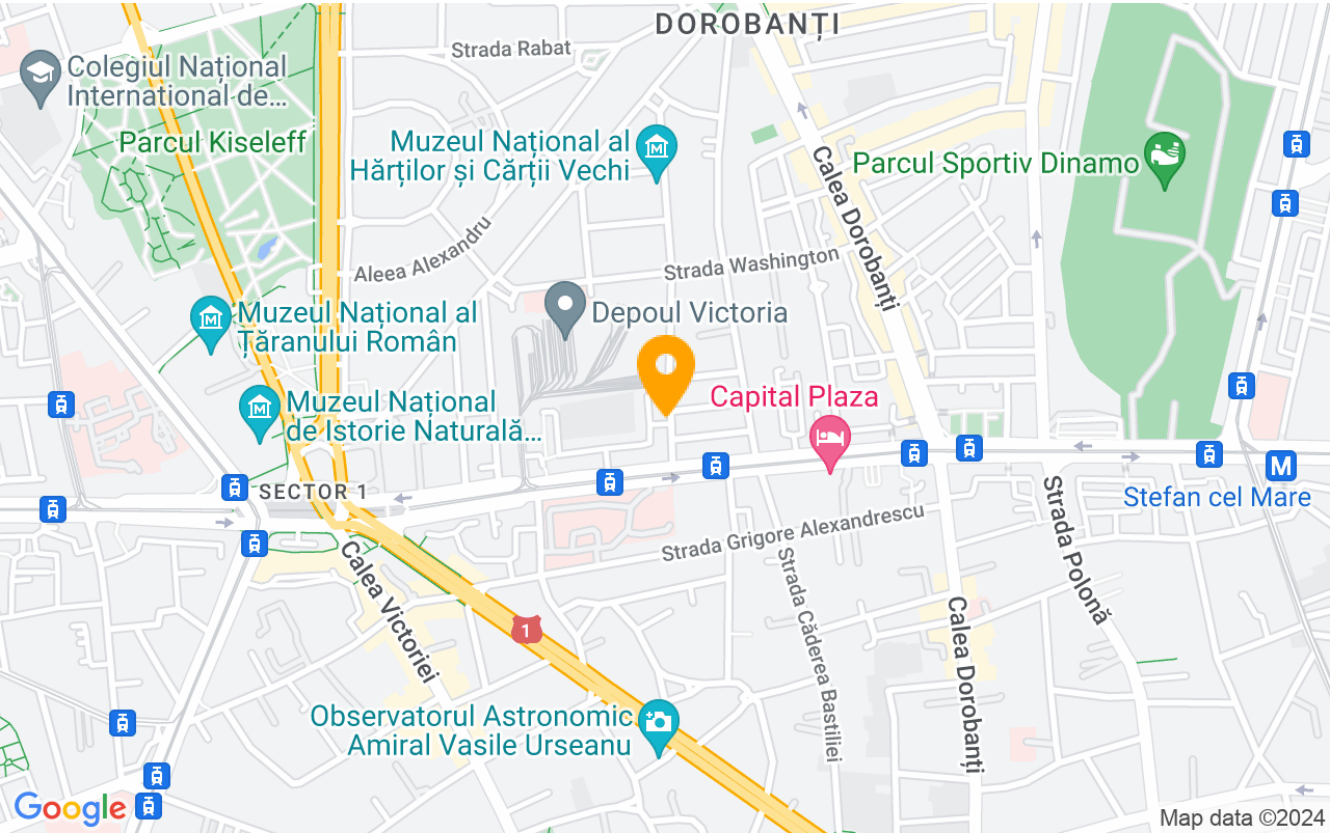 DOROBANȚI
Strada Rabat
Colegiul Național
International de...
Parcul Kiseleff
Muzeul Național al
Hărților și Cărții Vechi
Calea Dorobanți
Parcul Sportiv Dinamo
Aleea Alexandru
Strada Washington
Muzeul Național al
Țăranului Român
Depoul Victoria
Muzeul Național
de Istorie Naturală...
Capital Plaza
M
Stefan cel Mare
SECTOR 1
Strada Grigore Alexandrescu
Strada Polonă
Calea Victoriei
Strada Căderea Bastiliei
Calea Dorobanți
1
Observatorul Astronomic
Amiral Vasile Urseanu
Google
Map data ©2024